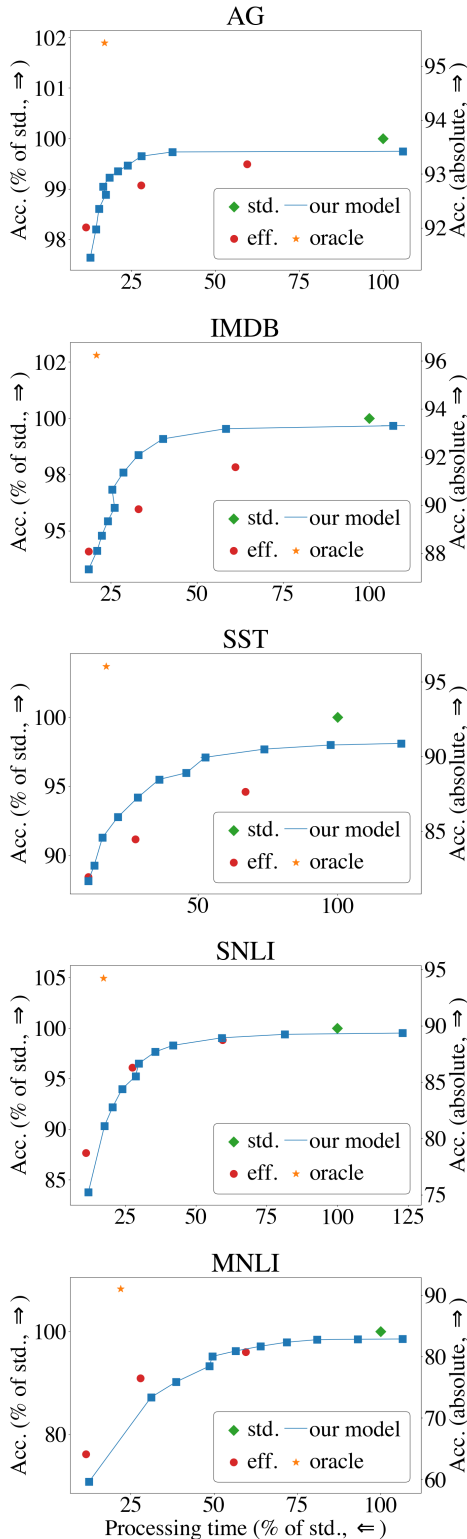 AG
Acc. (% of std., ⇒)
Acc. (absolute, ⇒)
102
101
100
99
98
95
94
93
92
std.
our model
eff.
oracle
25
50
75
100
IMDB
Acc. (% of std., ⇒)
Acc. (absolute, ⇒)
102
100
98
95
96
94
92
90
88
std.
our model
eff.
oracle
25
50
75
100
SST
Acc. (% of std., ⇒)
Acc. (absolute, ⇒)
100
95
90
95
90
85
std.
our model
eff.
oracle
50
100
SNLI
Acc. (% of std., ⇒)
Acc. (absolute, ⇒)
105
100
95
90
85
95
90
85
80
75
std.
our model
eff.
oracle
25
50
75
100
125
MNLI
Acc. (% of std., ⇒)
Acc. (absolute, ⇒)
100
80
90
80
70
60
std.
our model
eff.
oracle
25
50
75
100
Processing time (% of std., ⇐)